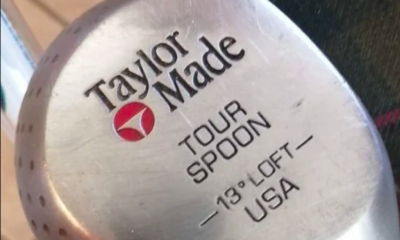 Taylor
Made
TOUR
SPOON
—13° LOFT—
USA